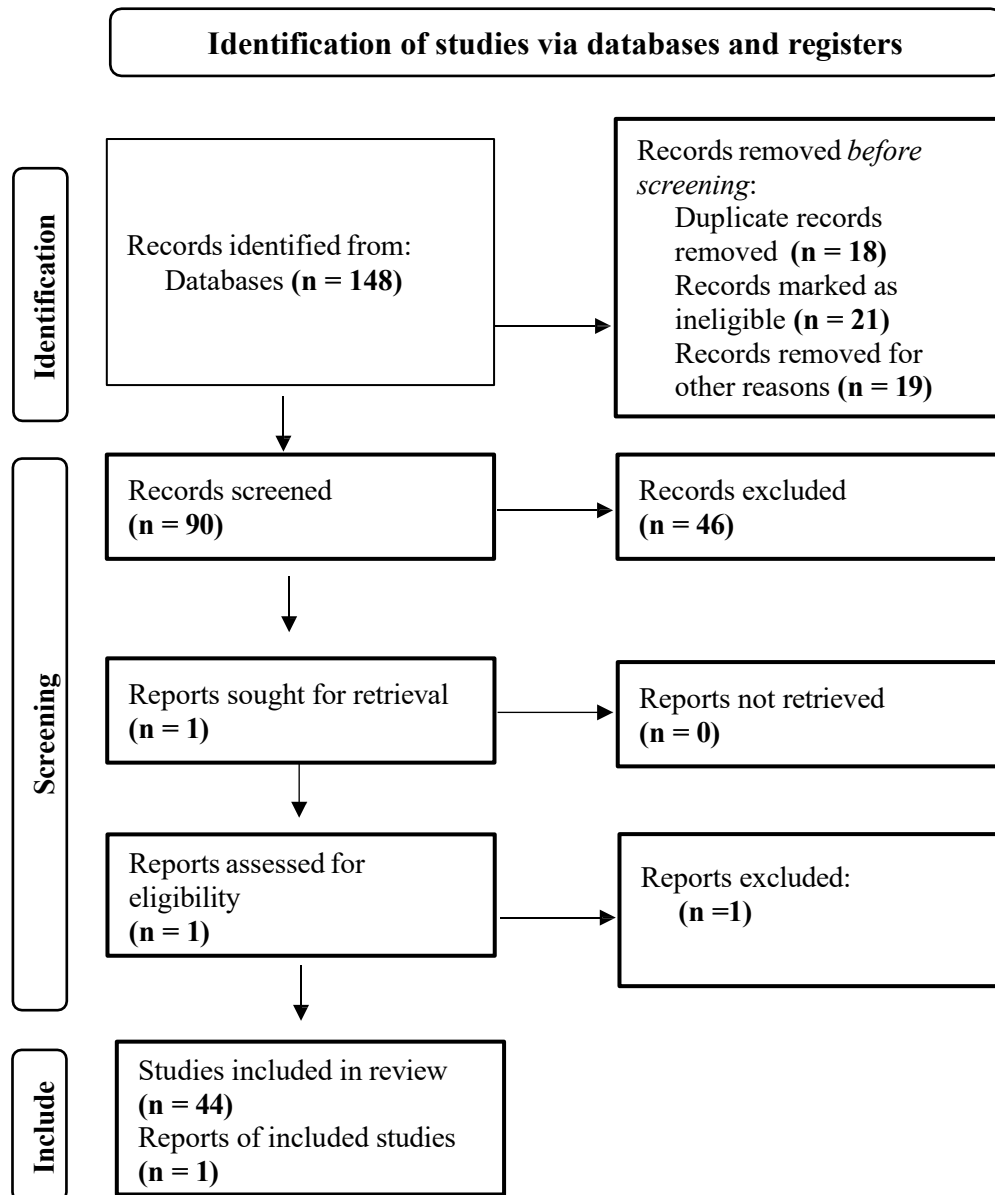 Identification of studies via databases and registers
Identification
Records identified from:
Databases (n = 148)
Records removed before
screening:
Duplicate records
removed (n = 18)
Records marked as
ineligible (n = 21)
Records removed for
other reasons (n = 19)
Screening
Records screened
(n = 90)
Records excluded
(n = 46)
Reports sought for retrieval
(n = 1)
Reports not retrieved
(n = 0)
Reports assessed for
eligibility
(n = 1)
Reports excluded:
(n =1)
Include
Studies included in review
(n = 44)
Reports of included studies
(n = 1)